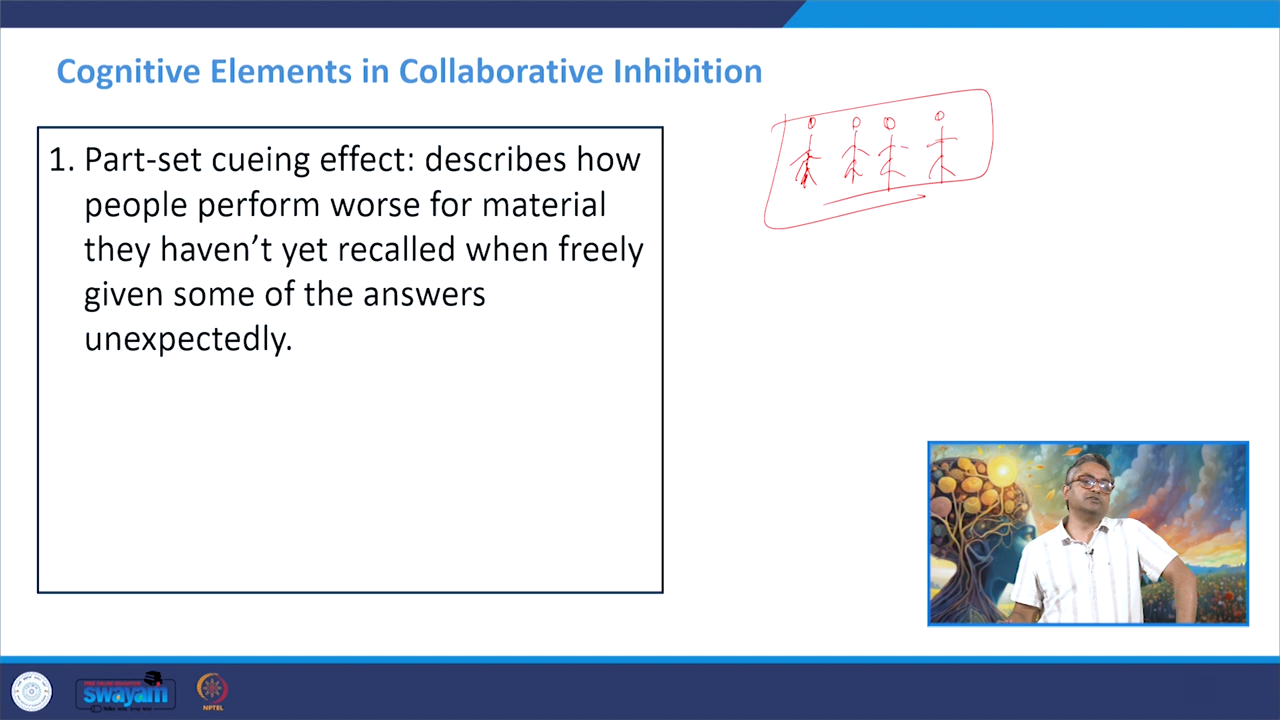 Cognitive Elements in Collaborative Inhibition
1. Part-set cueing effect: describes how
people perform worse for material
they haven’t yet recalled when freely
given some of the answers
unexpectedly.
swayam
NPTEL